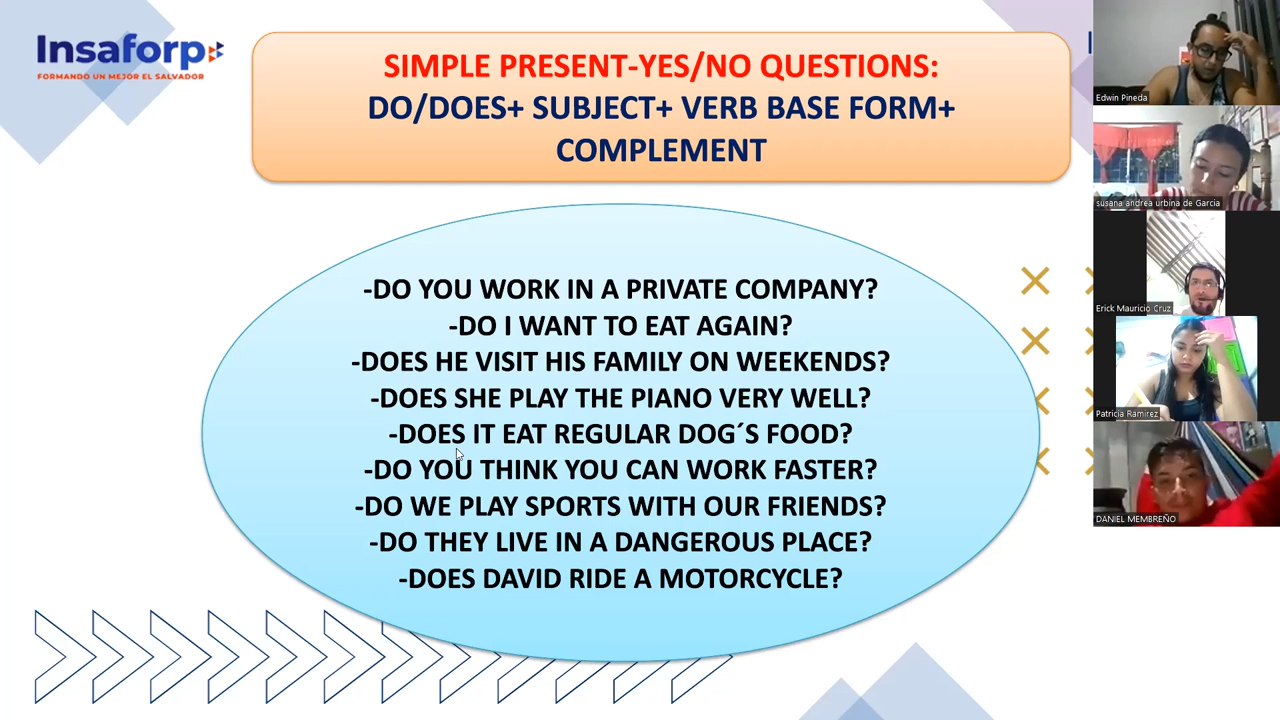 Insaforp
FORMANDO UN MEJOR EL SALVADOR
SIMPLE PRESENT-YES/NO QUESTIONS:
DO/DOES+ SUBJECT+ VERB BASE FORM+
COMPLEMENT
-DO YOU WORK IN A PRIVATE COMPANY?
-DO I WANT TO EAT AGAIN?
-DOES HE VISIT HIS FAMILY ON WEEKENDS?
-DOES SHE PLAY THE PIANO VERY WELL?
-DOES IT EAT REGULAR DOG´S FOOD?
-DO YOU THINK YOU CAN WORK FASTER?
-DO WE PLAY SPORTS WITH OUR FRIENDS?
-DO THEY LIVE IN A DANGEROUS PLACE?
-DOES DAVID RIDE A MOTORCYCLE?
Edwin Pineda
susana andrea urbina de Garcia
Erick Mauricio Cruz
Patricia Ramirez
DANIEL MEMBREÑO